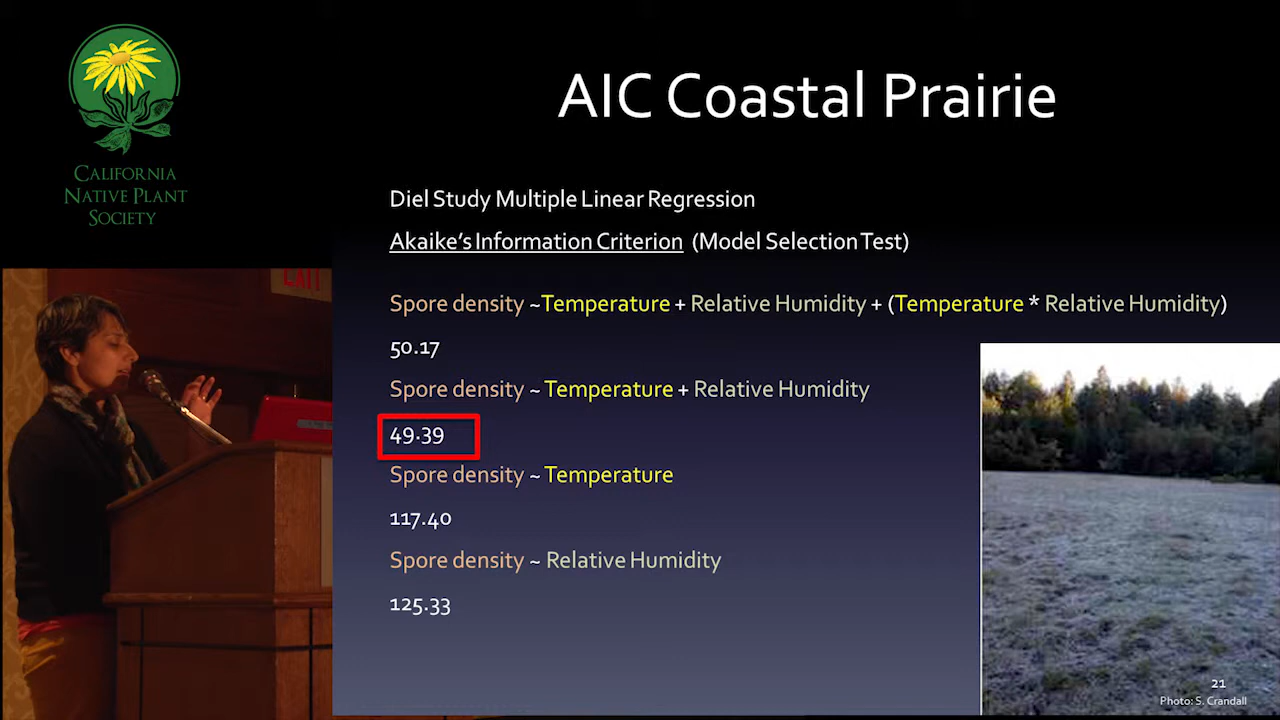 CALIFORNIA
NATIVE PLANT
SOCIETY
AIC Coastal Prairie
Diel Study Multiple Linear Regression
Akaike's Information Criterion (Model Selection Test)
Spore density ~Temperature + Relative Humidity + (Temperature * Relative Humidity)
50.17
Spore density ~ Temperature + Relative Humidity
49.39
Spore density ~ Temperature
117.40
Spore density ~ Relative Humidity
125.33
EXIT
21
Photo: S. Crandall